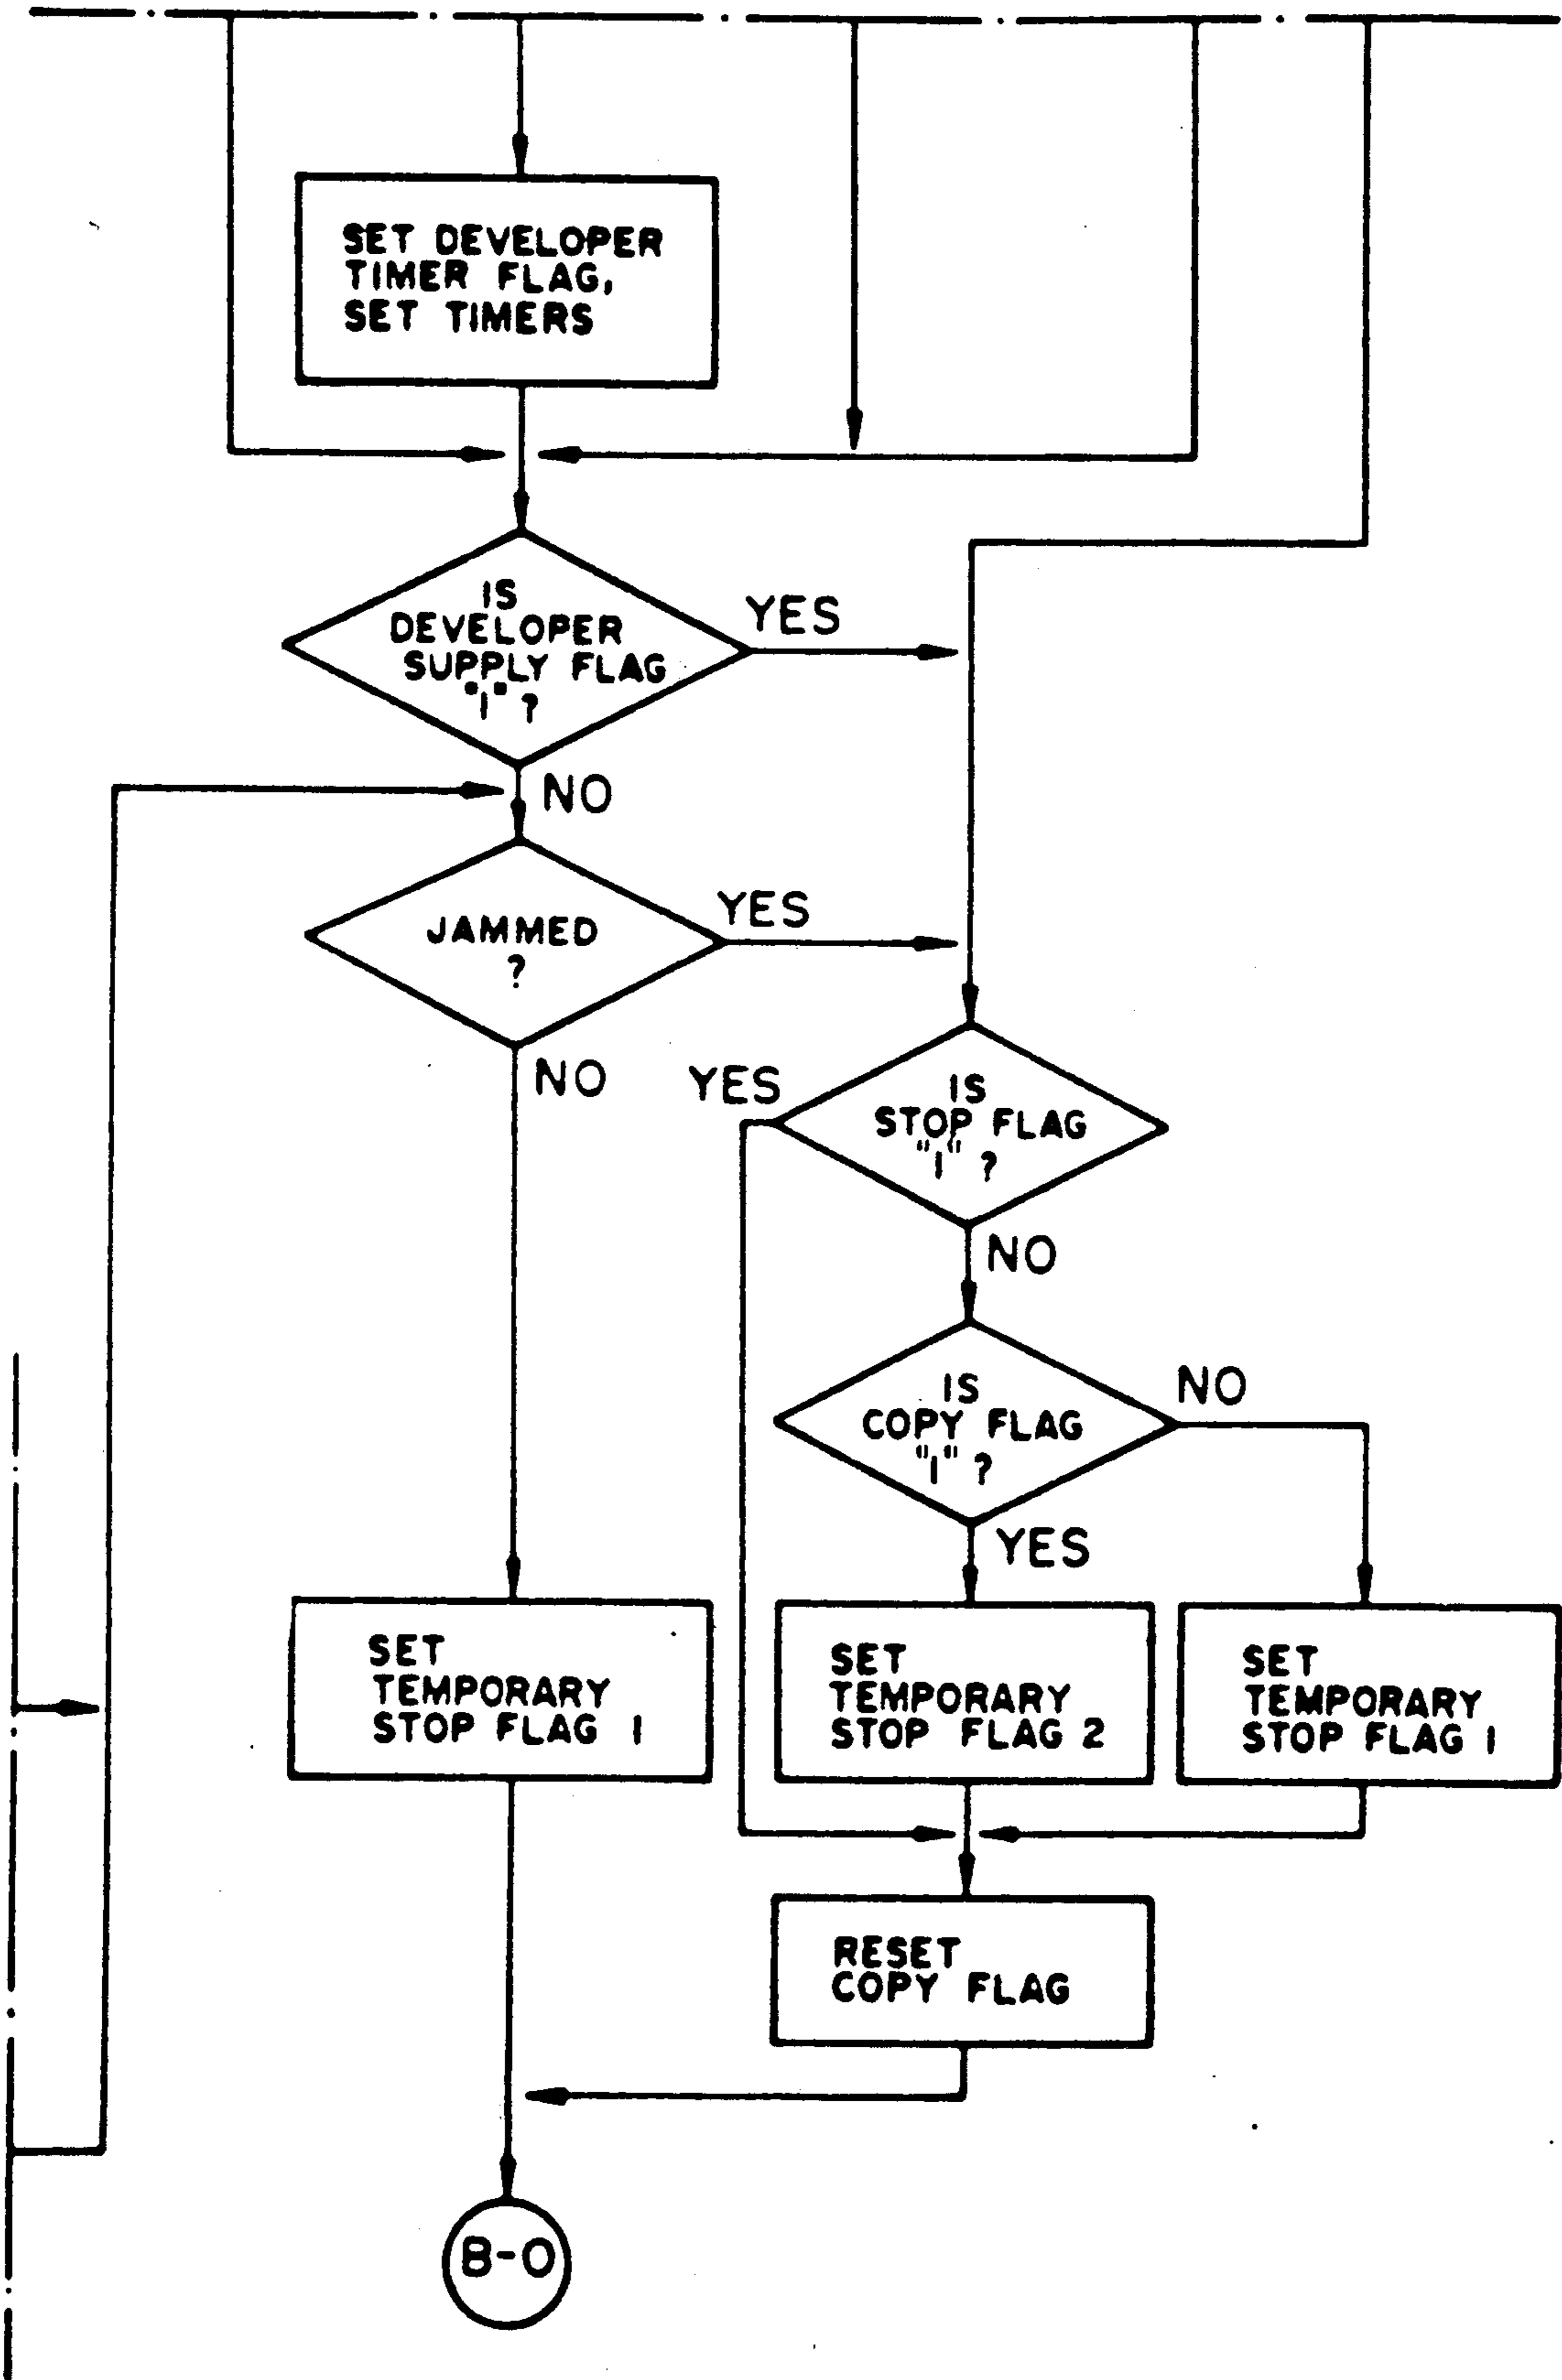 SET DEVELOPER
TIMER FLAG,
SET TIMERS
IS
DEVELOPER
SUPPLY FLAG
"1" ?
YES
NO
JAMMED
?
YES
NO
IS
STOP FLAG
"1" ?
YES
NO
IS
COPY FLAG
"1" ?
NO
YES
SET
TEMPORARY
STOP FLAG 1
SET
TEMPORARY
STOP FLAG 2
SET
TEMPORARY
STOP FLAG 1
RESET
COPY FLAG
B-0